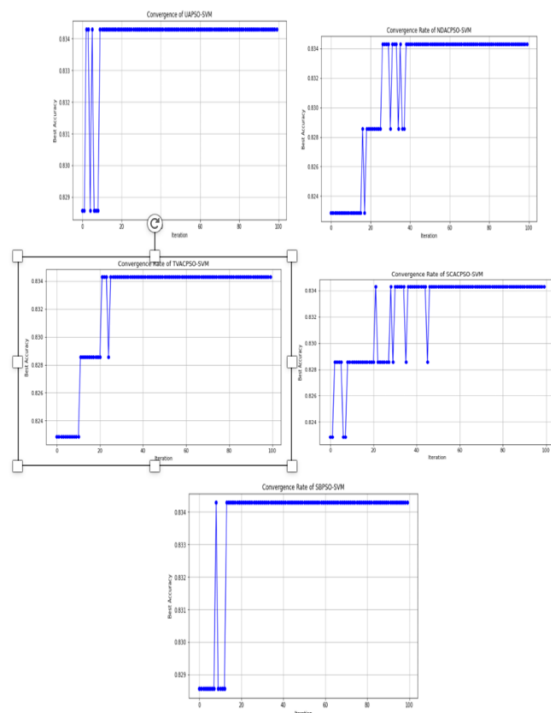 Convergence of UAPSO-SVM
0.834
0.833
0.832
0.831
0.830
0.829
Best Accuracy
0 20 40 60 80 100
Iteration
Convergence Rate of NDACPSO-SVM
0.834
0.832
0.830
0.828
0.826
0.824
Best Accuracy
0 20 40 60 80 100
Iteration
Convergence Rate of TVACPSO-SVM
0.834
0.832
0.830
0.828
0.826
0.824
Best Accuracy
0 20 40 60 80 100
Iteration
Convergence Rate of SCACPSO-SVM
0.834
0.832
0.830
0.828
0.826
0.824
Best Accuracy
0 20 40 60 80 100
Iteration
Convergence Rate of SBPSO-SVM
0.834
0.833
0.832
0.831
0.830
0.829
Best Accuracy
0 20 40 60 80 100
Iteration